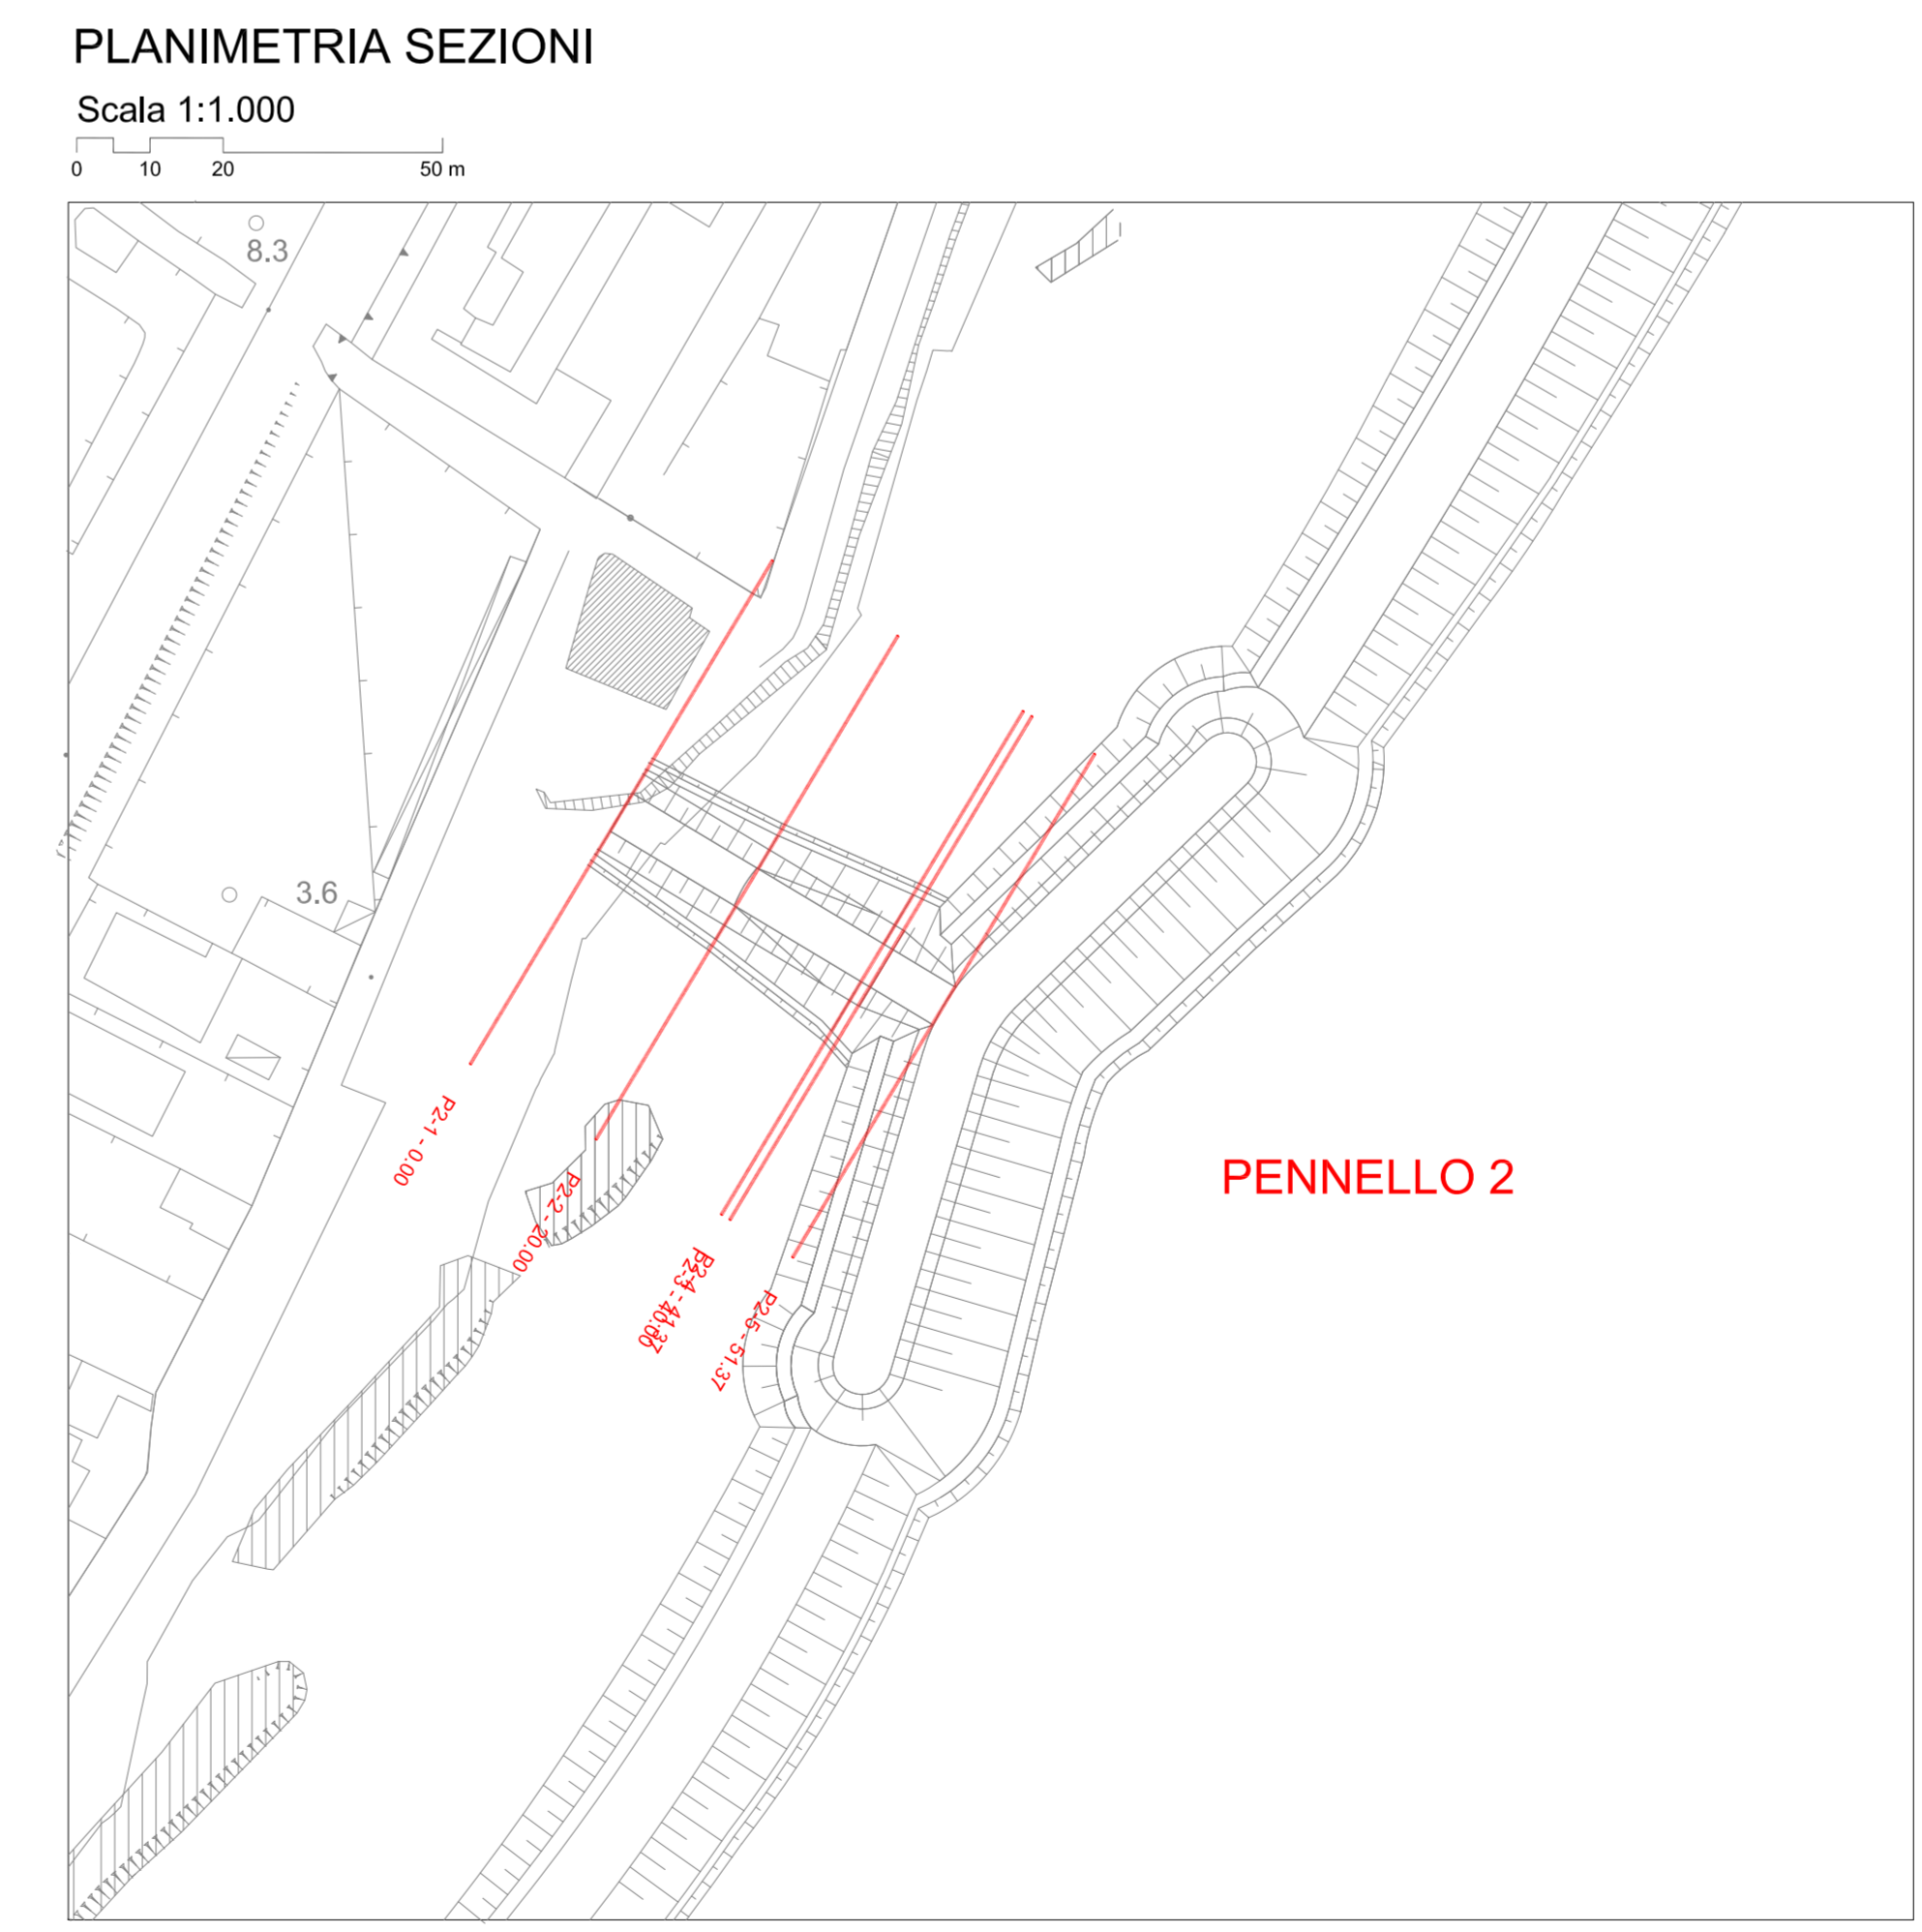 PLANIMETRIA SEZIONI
Scala 1:1.000
0 10 20 50 m
8.3
3.6
P2-1 - 0.00
P2-2 - 20.00
P2-3 - 40.00
P2-4 - 41.37
P2-5 - 51.37
PENNELLO 2